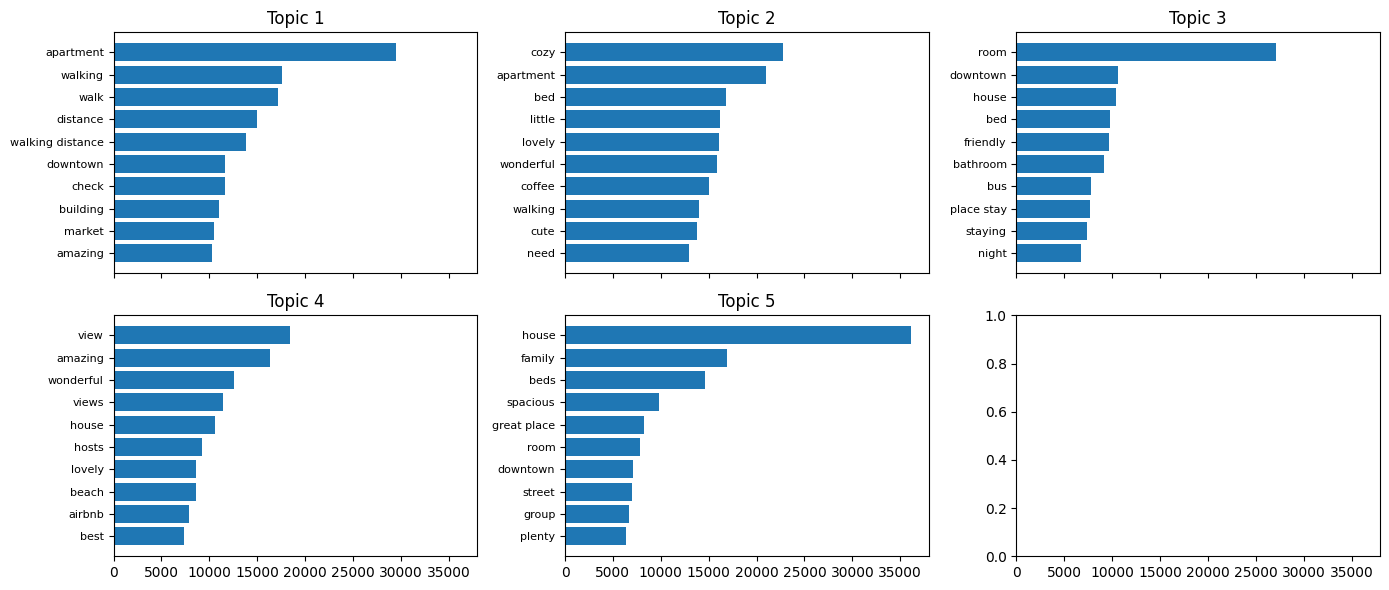 Topic 1
apartment
walking
walk
distance
walking distance
downtown
check
building
market
amazing
Topic 2
cozy
apartment
bed
little
lovely
wonderful
coffee
walking
cute
need
Topic 3
room
downtown
house
bed
friendly
bathroom
bus
place stay
staying
night
Topic 4
view
amazing
wonderful
views
house
hosts
lovely
beach
airbnb
best
0 5000 10000 15000 20000 25000 30000 35000
Topic 5
house
family
beds
spacious
great place
room
downtown
street
group
plenty
0 5000 10000 15000 20000 25000 30000 35000
1.0
0.8
0.6
0.4
0.2
0.0
0 5000 10000 15000 20000 25000 30000 35000